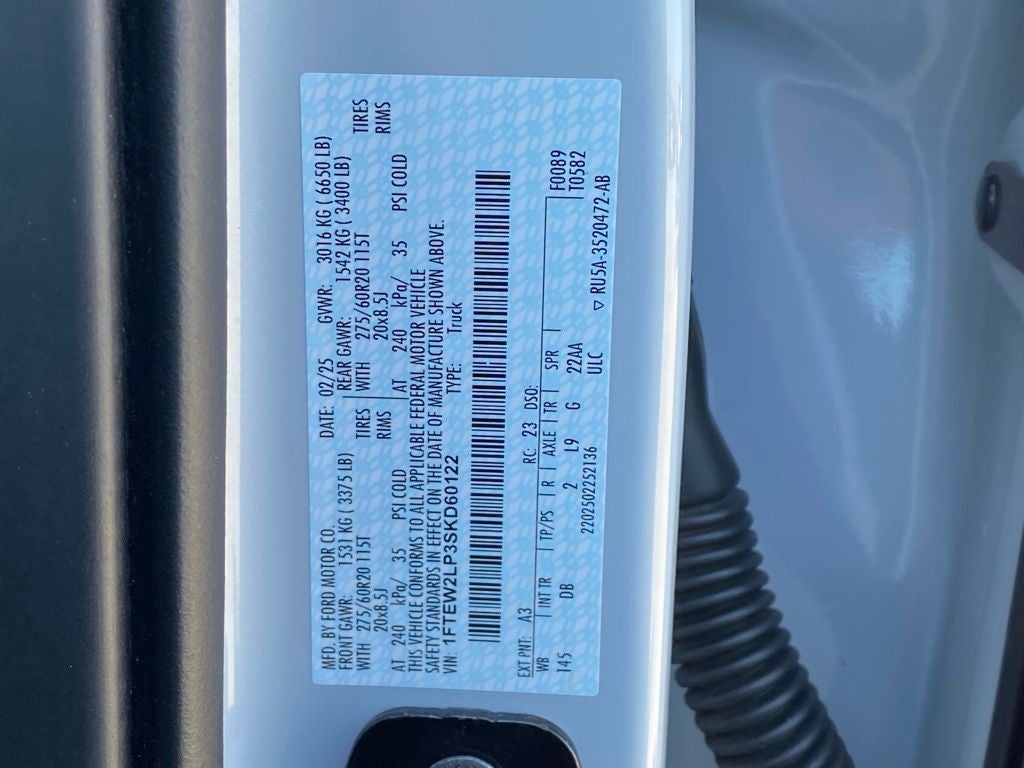 MFD. BY FORD MOTOR CO. DATE: 02/25 GVWR: 3016 KG ( 6650 LB)
FRONT GAWR: 1531 KG ( 3375 LB) REAR GAWR: 1542 KG ( 3400 LB)
WITH 275/60R20 115T TIRES WITH 275/60R20 115T TIRES
20x8.5J RIMS 20x8.5J RIMS
AT 240 kPa/ 35 PSI COLD AT 240 kPa/ 35 PSI COLD
THIS VEHICLE CONFORMS TO ALL APPLICABLE FEDERAL MOTOR VEHICLE
SAFETY STANDARDS IN EFFECT ON THE DATE OF MANUFACTURE SHOWN ABOVE.
VIN: 1FTEW2LP3SKD60122 TYPE: Truck
EXT PNT: A3 RC: 23 DSO: F0089
WB | INT TR | TP/PS | R | AXLE | TR | SPR | T0582
145 DB 2 L9 G 22AA
2202502252136 ULC ▽ RU5A-3520472-AB